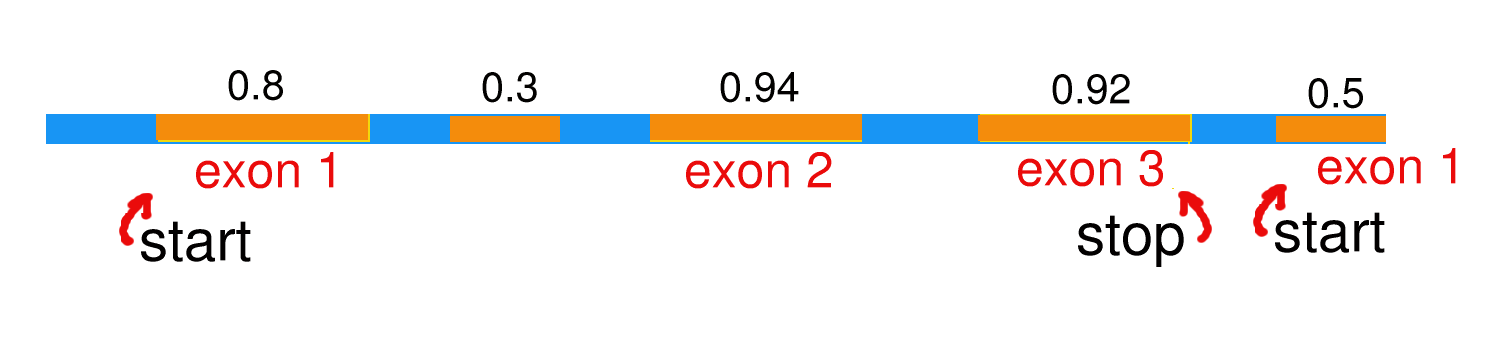 0.8 0.3 0.94 0.92 0.5
exon 1 exon 2 exon 3 exon 1
start stop start